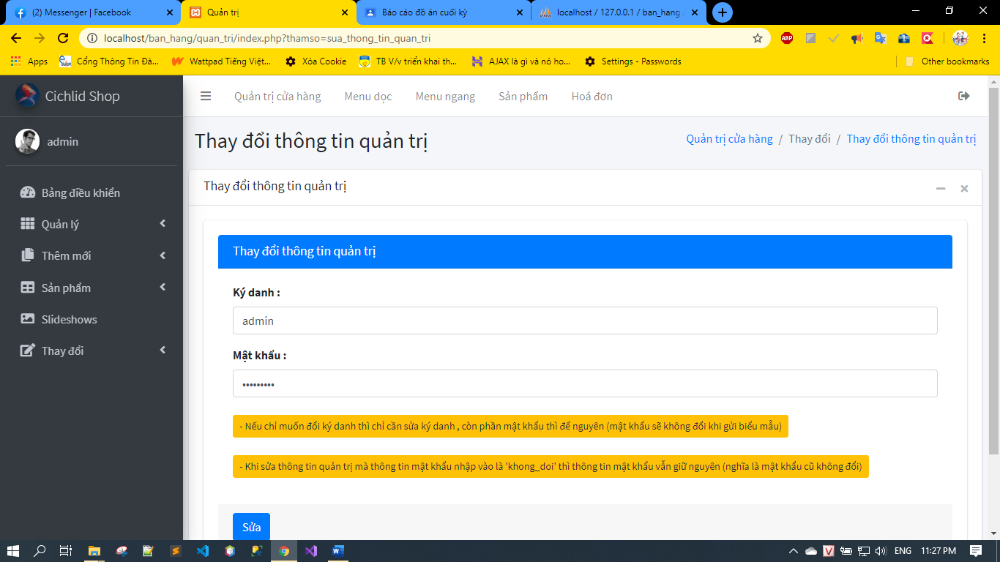 (2) Messenger | Facebook
Quản trị
Báo cáo đồ án cuối kỳ
localhost / 127.0.0.1 / ban_hang
localhost/ban_hang/quan_tri/index.php?thamso=sua_thong_tin_quan_tri
ABP
Apps
Cổng Thông Tin Đà...
Wattpad Tiếng Việt...
Xóa Cookie
TB V/v triển khai th...
AJAX là gì và nó ho...
Settings - Passwords
Other bookmarks
Cichlid Shop
Quản trị cửa hàng
Menu dọc
Menu ngang
Sản phẩm
Hoá đơn
admin
Bảng điều khiển
Quản lý
Thêm mới
Sản phẩm
Slideshows
Thay đổi
Thay đổi thông tin quản trị
Quản trị cửa hàng / Thay đổi / Thay đổi thông tin quản trị
Thay đổi thông tin quản trị
Thay đổi thông tin quản trị
Ký danh :
admin
Mật khẩu :
•••••••••
- Nếu chỉ muốn đổi ký danh thì chỉ cần sửa ký danh , còn phần mật khẩu thì để nguyên (mật khẩu sẽ không đổi khi gửi biểu mẫu)
- Khi sửa thông tin quản trị mà thông tin mật khẩu nhập vào là 'khong_doi' thì thông tin mật khẩu vẫn giữ nguyên (nghĩa là mật khẩu cũ không đổi)
Sửa
ENG
11:27 PM